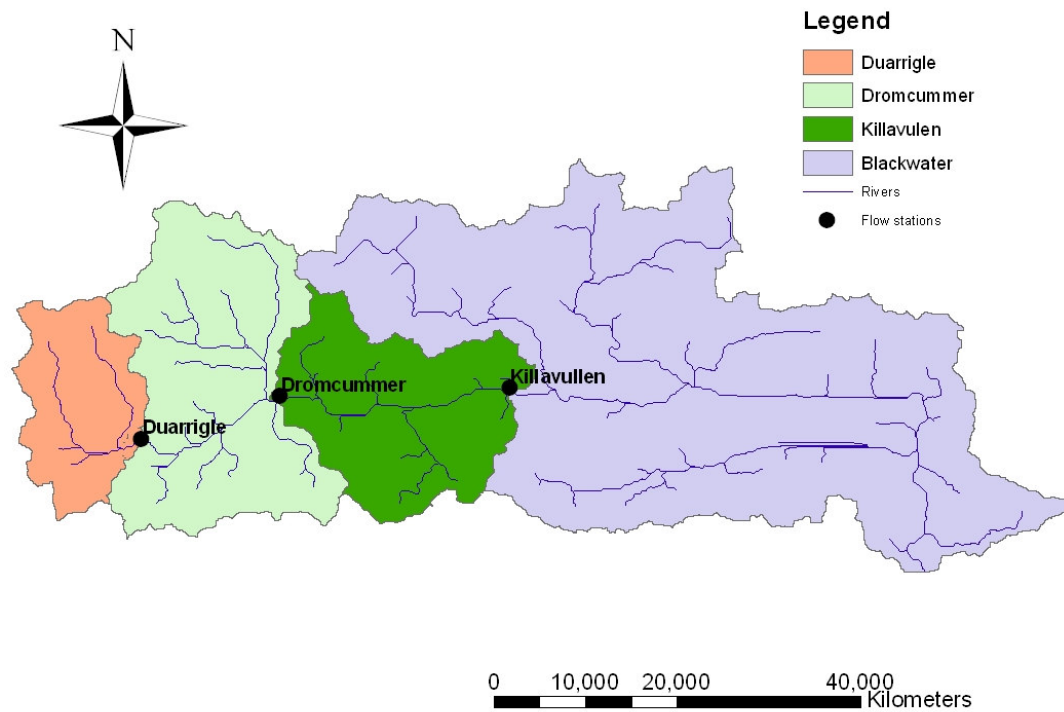 N
Legend
Duarrigle
Dromcummer
Killavulen
Blackwater
Rivers
Flow stations
Killavullen
Dromcummer
Duarrigle
0 10,000 20,000 40,000
Kilometers